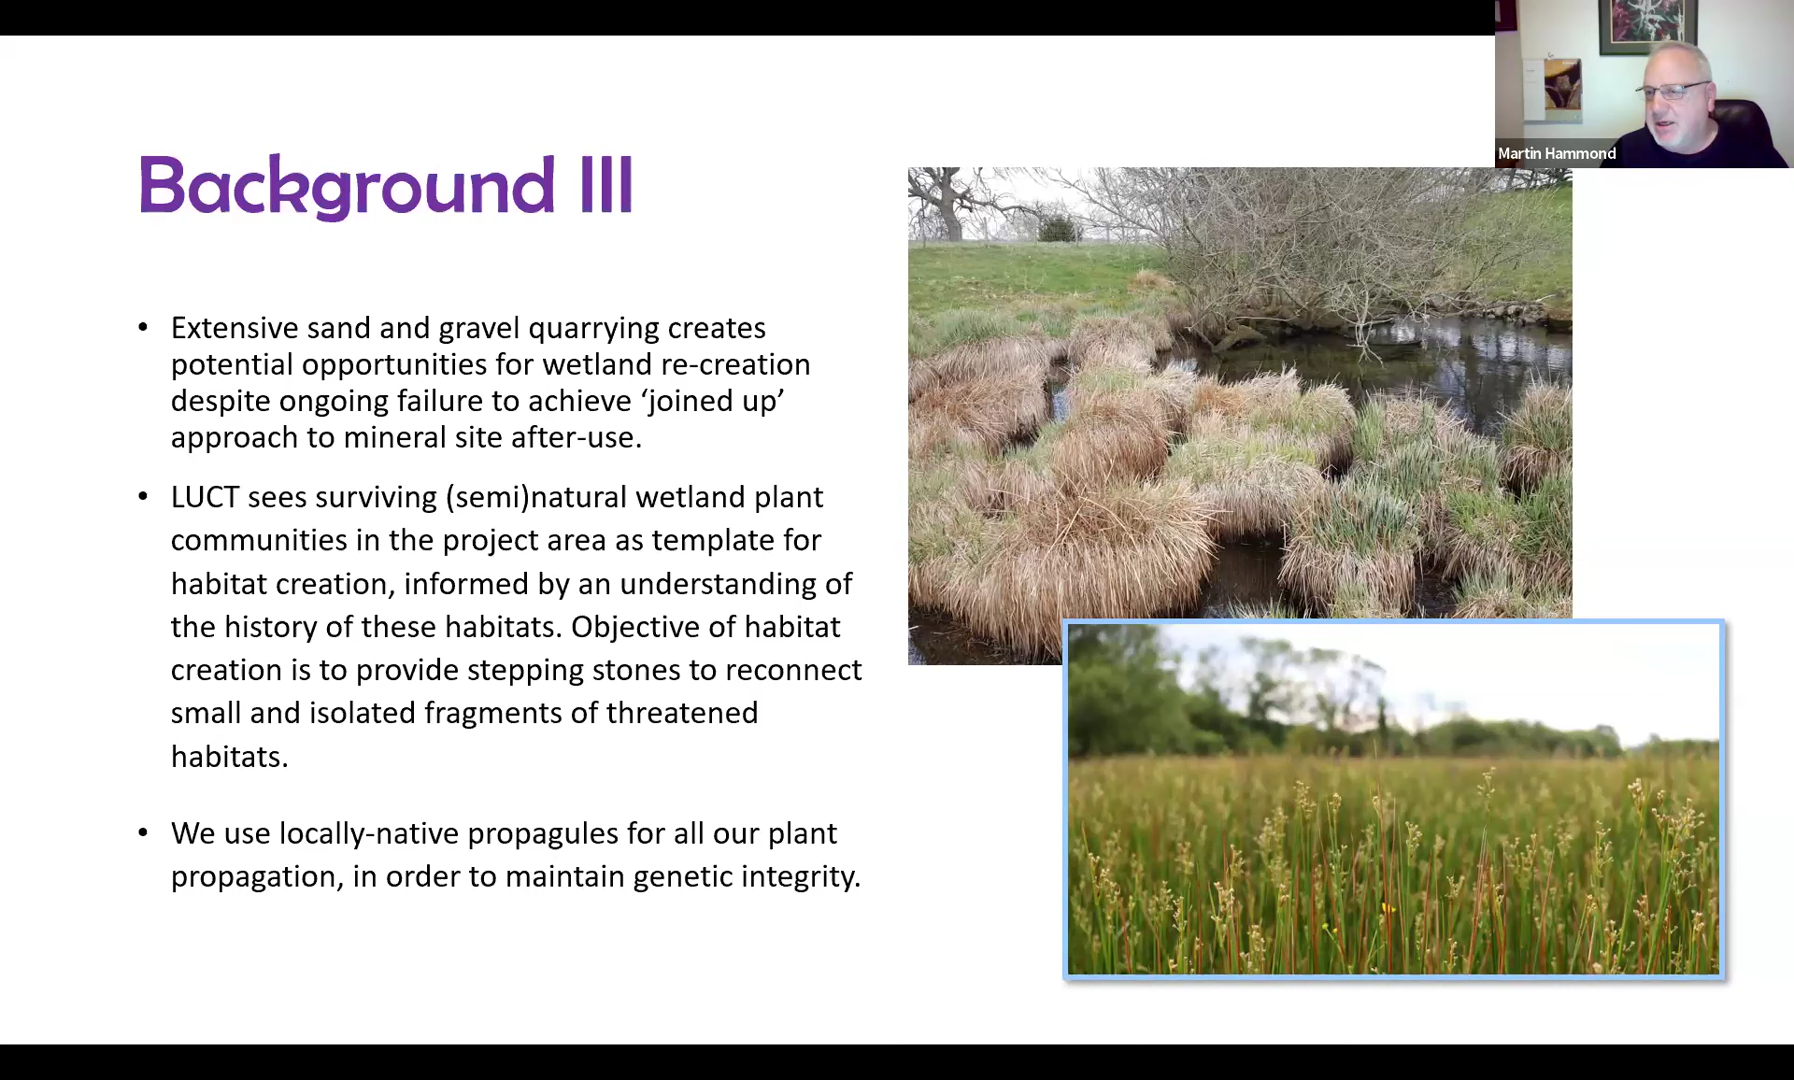 Martin Hammond
Background III
• Extensive sand and gravel quarrying creates
potential opportunities for wetland re-creation
despite ongoing failure to achieve ‘joined up’
approach to mineral site after-use.
• LUCT sees surviving (semi)natural wetland plant
communities in the project area as template for
habitat creation, informed by an understanding of
the history of these habitats. Objective of habitat
creation is to provide stepping stones to reconnect
small and isolated fragments of threatened
habitats.
• We use locally-native propagules for all our plant
propagation, in order to maintain genetic integrity.